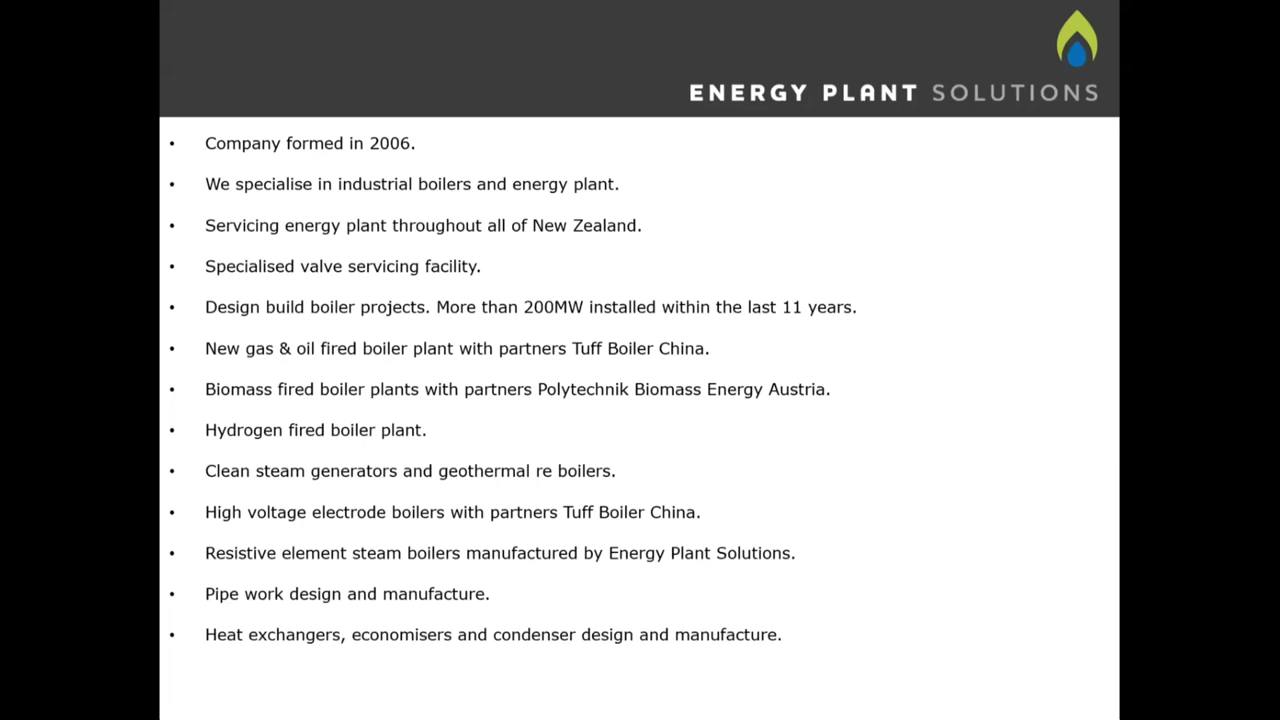 ENERGY PLANT SOLUTIONS
• Company formed in 2006.
• We specialise in industrial boilers and energy plant.
• Servicing energy plant throughout all of New Zealand.
• Specialised valve servicing facility.
• Design build boiler projects. More than 200MW installed within the last 11 years.
• New gas & oil fired boiler plant with partners Tuff Boiler China.
• Biomass fired boiler plants with partners Polytechnik Biomass Energy Austria.
• Hydrogen fired boiler plant.
• Clean steam generators and geothermal re boilers.
• High voltage electrode boilers with partners Tuff Boiler China.
• Resistive element steam boilers manufactured by Energy Plant Solutions.
• Pipe work design and manufacture.
• Heat exchangers, economisers and condenser design and manufacture.